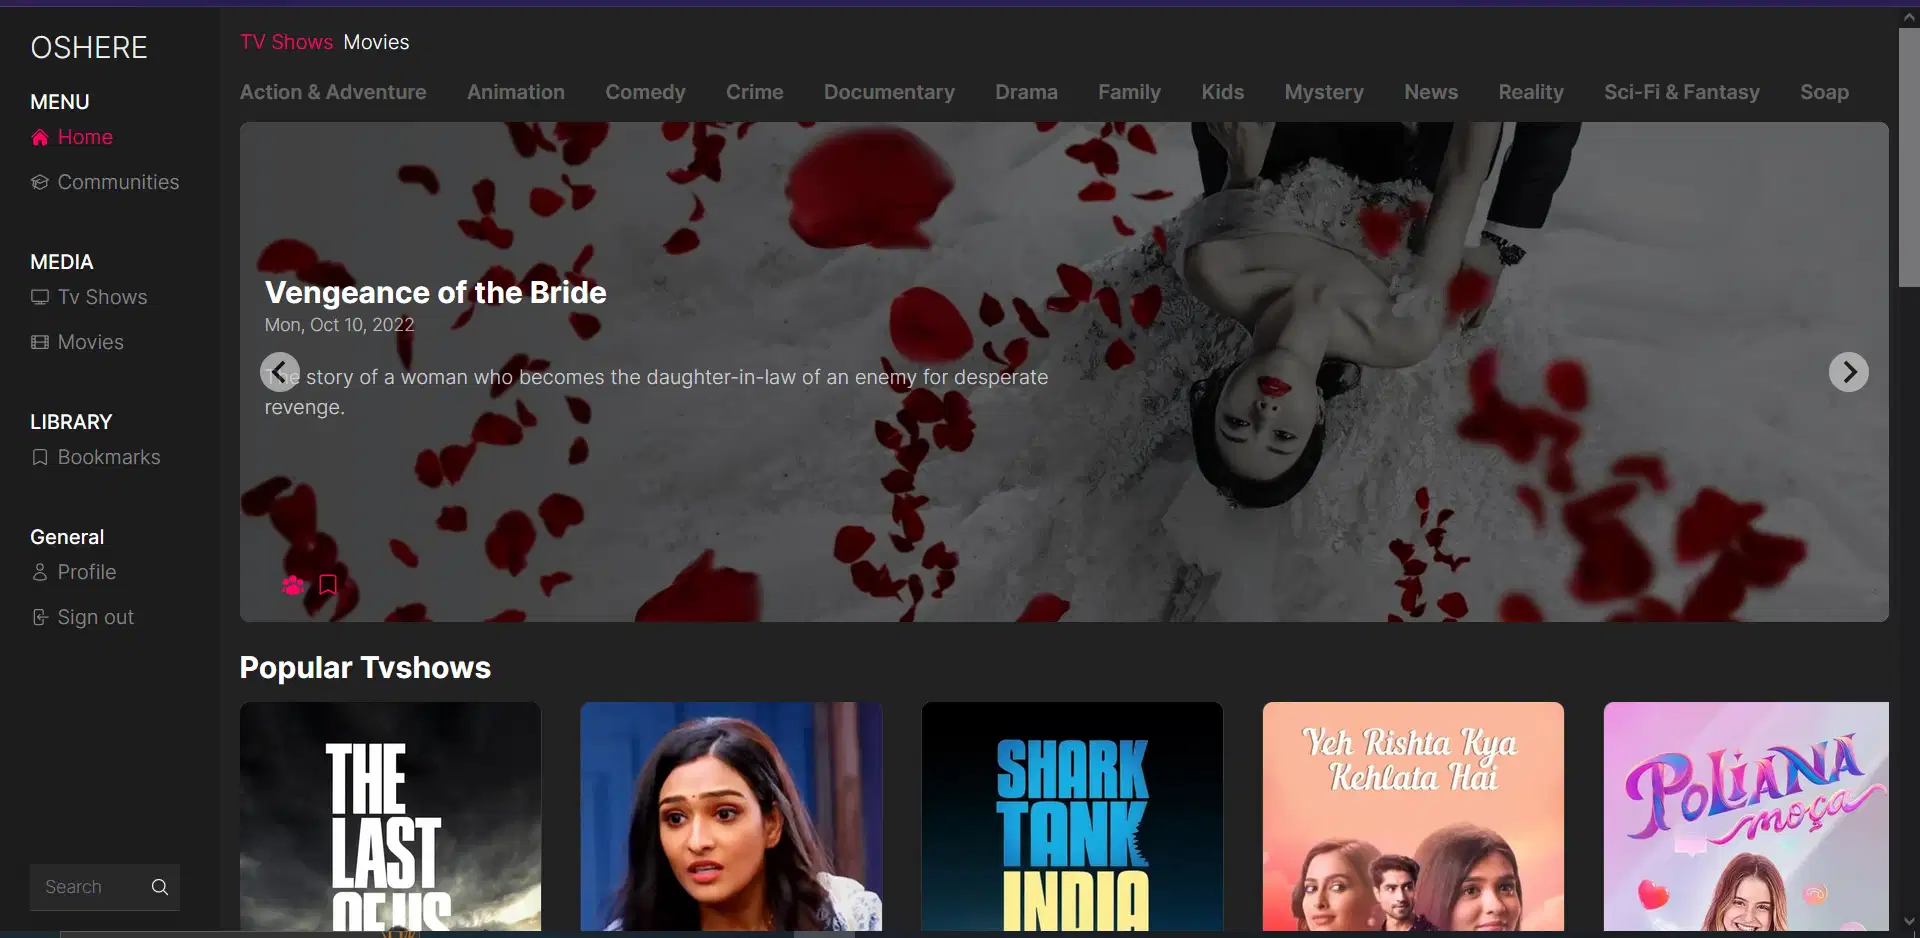 OSHERE
MENU
Home
Communities
MEDIA
Tv Shows
Movies
LIBRARY
Bookmarks
General
Profile
Sign out
Search
TV Shows Movies
Action & Adventure Animation Comedy Crime Documentary Drama Family Kids Mystery News Reality Sci-Fi & Fantasy Soap
Vengeance of the Bride
Mon, Oct 10, 2022
The story of a woman who becomes the daughter-in-law of an enemy for desperate
revenge.
Popular Tvshows
THE
LAST
OF US
SHARK
TANK
INDIA
Yeh Rishta Kya
Kehlata Hai
POLIANA
moça